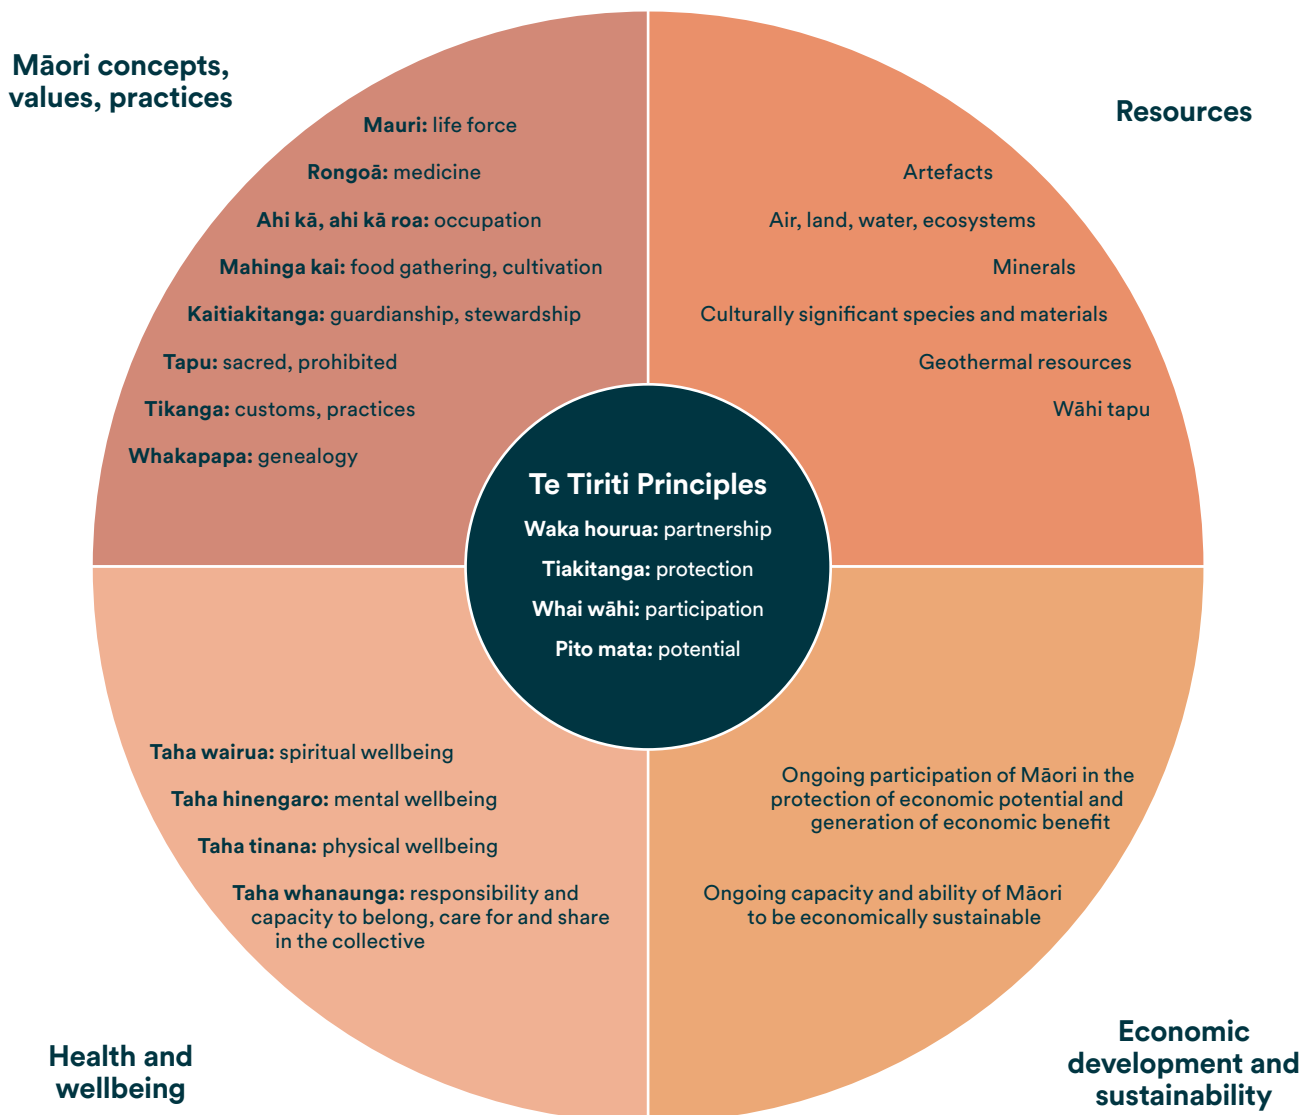 Māori concepts,
values, practices
Mauri: life force
Rongoā: medicine
Ahi kā, ahi kā roa: occupation
Mahinga kai: food gathering, cultivation
Kaitiakitanga: guardianship, stewardship
Tapu: sacred, prohibited
Tikanga: customs, practices
Whakapapa: genealogy
Resources
Artefacts
Air, land, water, ecosystems
Minerals
Culturally significant species and materials
Geothermal resources
Wāhi tapu
Te Tiriti Principles
Waka hourua: partnership
Tiakitanga: protection
Whai wāhi: participation
Pito mata: potential
Taha wairua: spiritual wellbeing
Taha hinengaro: mental wellbeing
Taha tinana: physical wellbeing
Taha whanaunga: responsibility and
capacity to belong, care for and share
in the collective
Health and
wellbeing
Ongoing participation of Māori in the
protection of economic potential and
generation of economic benefit
Ongoing capacity and ability of Māori
to be economically sustainable
Economic
development and
sustainability